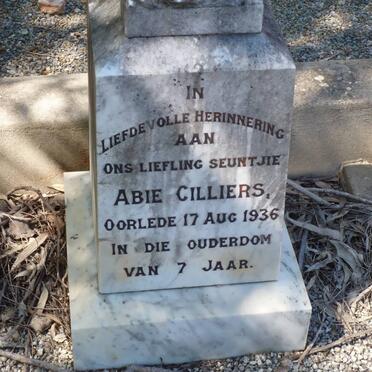 IN
LIEFDEVOLLE HERINNERING
AAN
ONS LIEFLING SEUNTJIE
ABIE CILLIERS.
OORLEDE 17 AUG 1936
IN DIE OUDERDOM
VAN 7 JAAR.